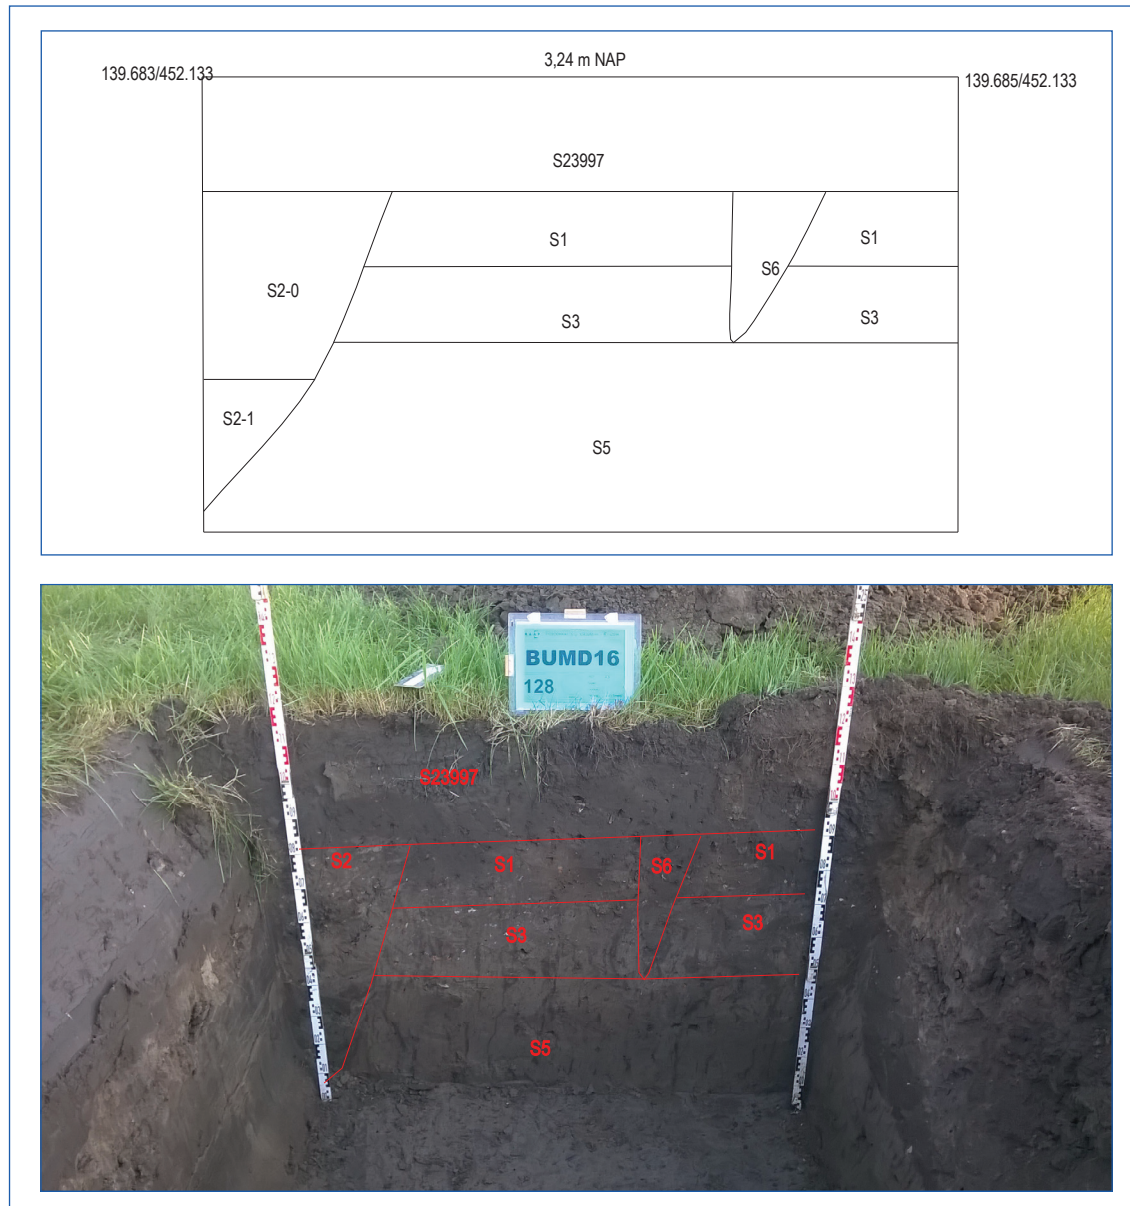 3,24 m NAP
139.683/452.133
139.685/452.133
S23997
S1
S1
S6
S2-0
S3
S3
S2-1
S5
BUMD16
128
S23997
S2
S1
S6
S1
S3
S3
S5